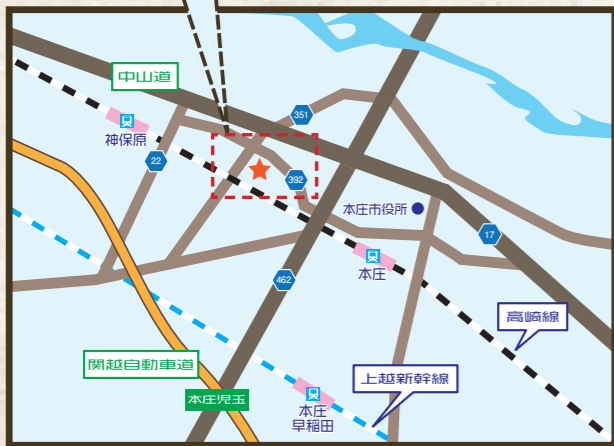 中山道
351
神保原
22
392
本庄市役所
17
本庄
462
高崎線
関越自動車道
上越新幹線
本庄児玉
本庄
早稲田